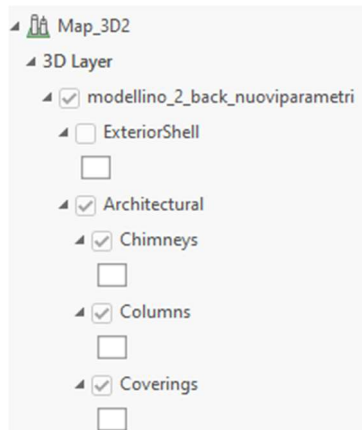 Map_3D2
3D Layer
modellino_2_back_nuoviparametri
ExteriorShell
Architectural
Chimneys
Columns
Coverings